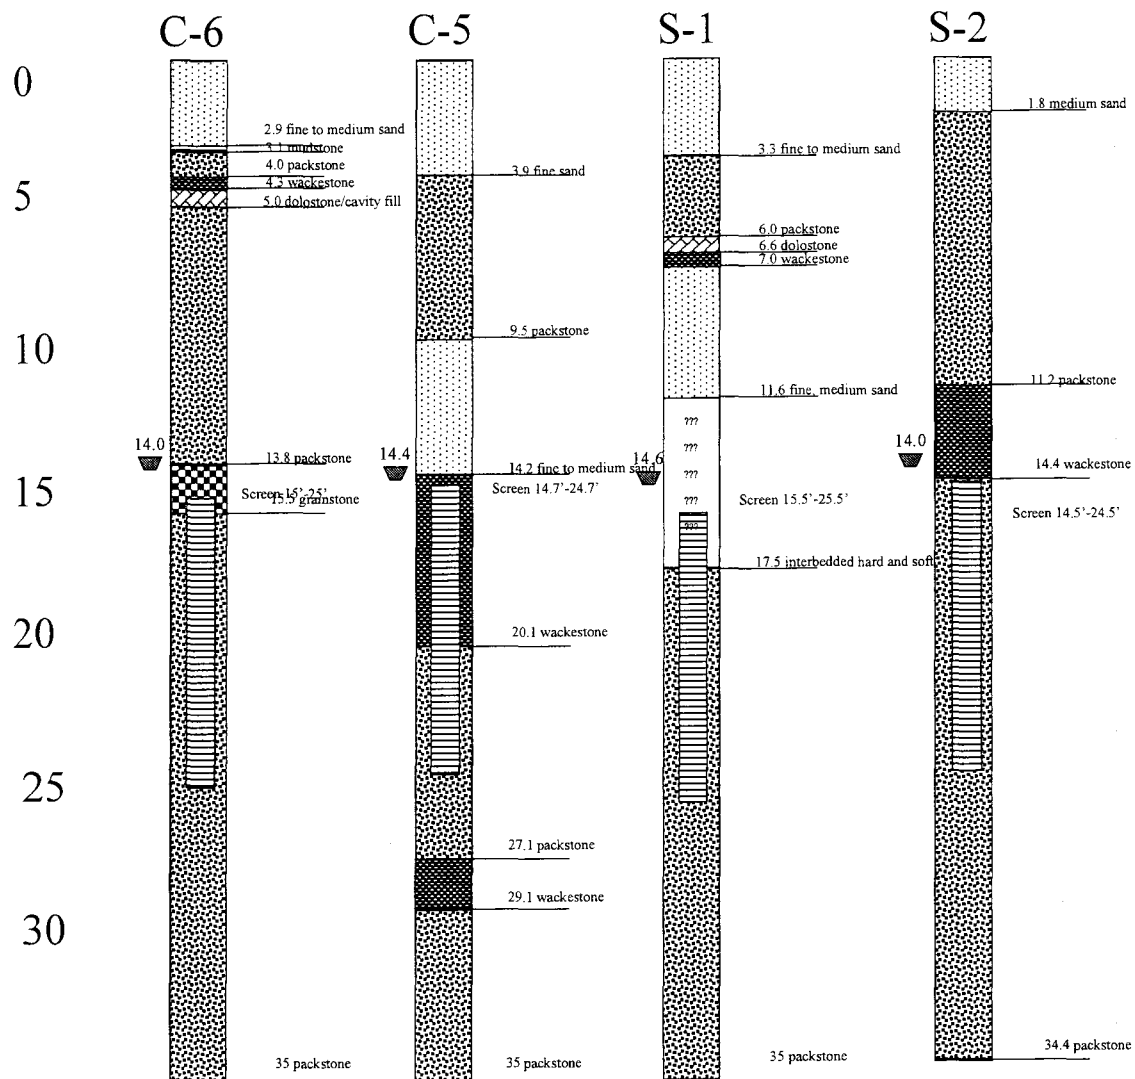 C-6 C-5 S-1 S-2
0
5
10
15
20
25
30
2.9 fine to medium sand
3.1 mudstone
4.0 packstone
4.3 wackestone
5.0 dolostone/cavity fill
14.0
13.8 packstone
Screen 15'-25'
15.5 grainstone
35 packstone
3.9 fine sand
9.5 packstone
14.4
14.2 fine to medium sand
Screen 14.7'-24.7'
20.1 wackestone
27.1 packstone
29.1 wackestone
35 packstone
3.3 fine to medium sand
6.0 packstone
6.6 dolostone
7.0 wackestone
11.6 fine, medium sand
???
???
14.6
???
???
Screen 15.5'-25.5'
???
17.5 interbedded hard and soft
35 packstone
1.8 medium sand
11.2 packstone
14.0
14.4 wackestone
Screen 14.5'-24.5'
34.4 packstone